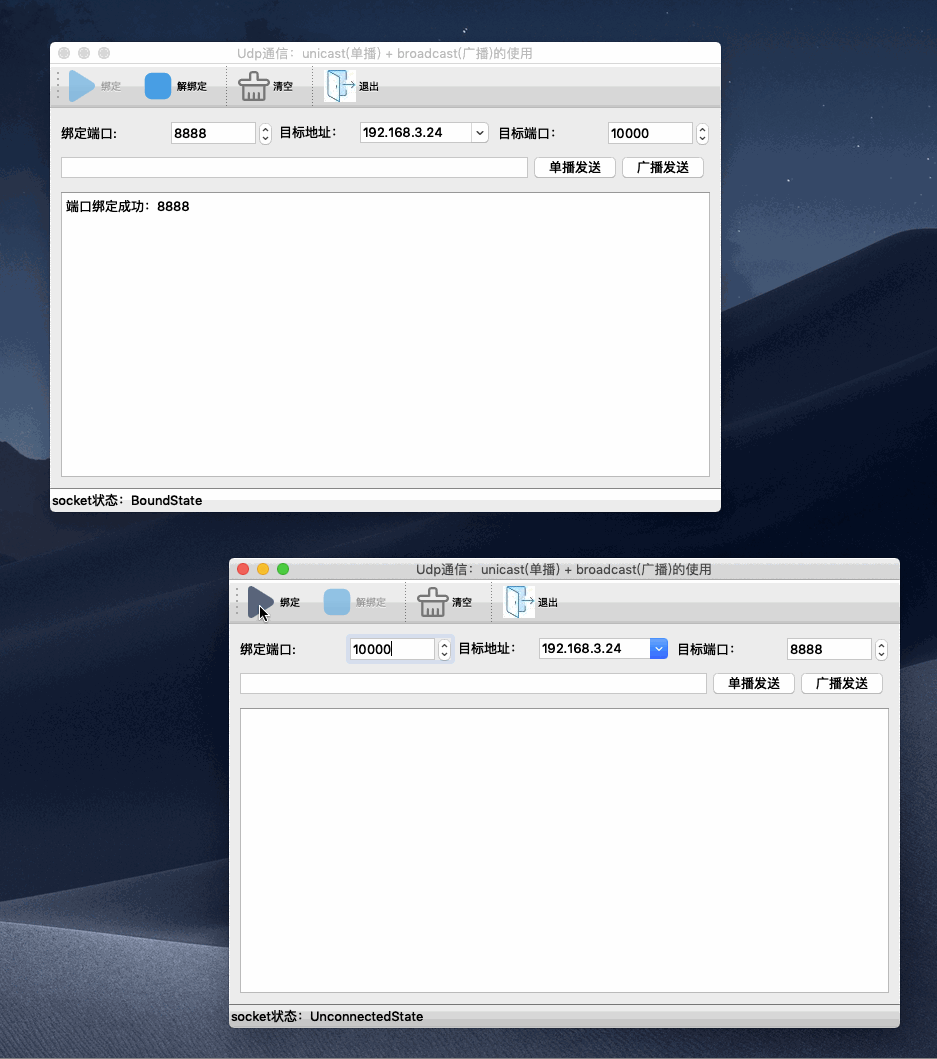 Udp通信：unicast(单播) + broadcast(广播)的使用
绑定 解绑定 清空 退出
绑定端口: 8888 目标地址： 192.168.3.24 目标端口： 10000
单播发送 广播发送
端口绑定成功：8888
socket状态：BoundState
Udp通信：unicast(单播) + broadcast(广播)的使用
绑定 解绑定 清空 退出
绑定端口: 10000 目标地址： 192.168.3.24 目标端口： 8888
单播发送 广播发送
socket状态：UnconnectedState